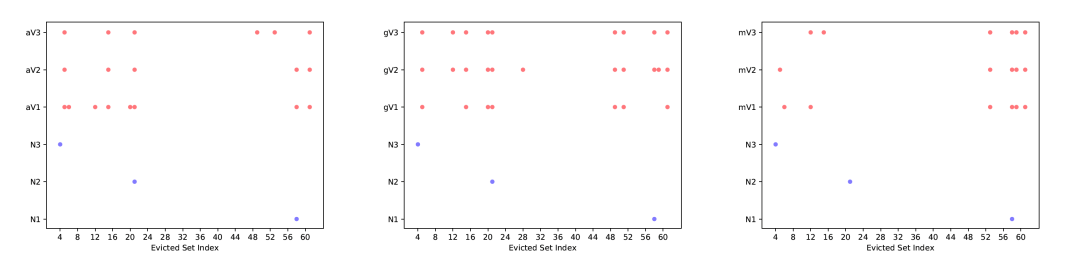 aV3
aV2
aV1
N3
N2
N1
4 8 12 16 20 24 28 32 36 40 44 48 52 56 60
Evicted Set Index
gV3
gV2
gV1
N3
N2
N1
4 8 12 16 20 24 28 32 36 40 44 48 52 56 60
Evicted Set Index
mV3
mV2
mV1
N3
N2
N1
4 8 12 16 20 24 28 32 36 40 44 48 52 56 60
Evicted Set Index